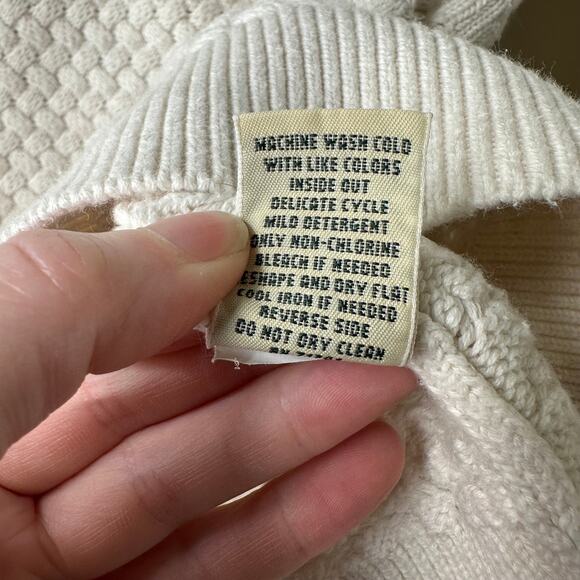 MACHINE WASH COLD
WITH LIKE COLORS
INSIDE OUT
DELICATE CYCLE
MILD DETERGENT
ONLY NON-CHLORINE
BLEACH IF NEEDED
ESHAPE AND DRY FLAT
COOL IRON IF NEEDED
REVERSE SIDE
DO NOT DRY CLEAN